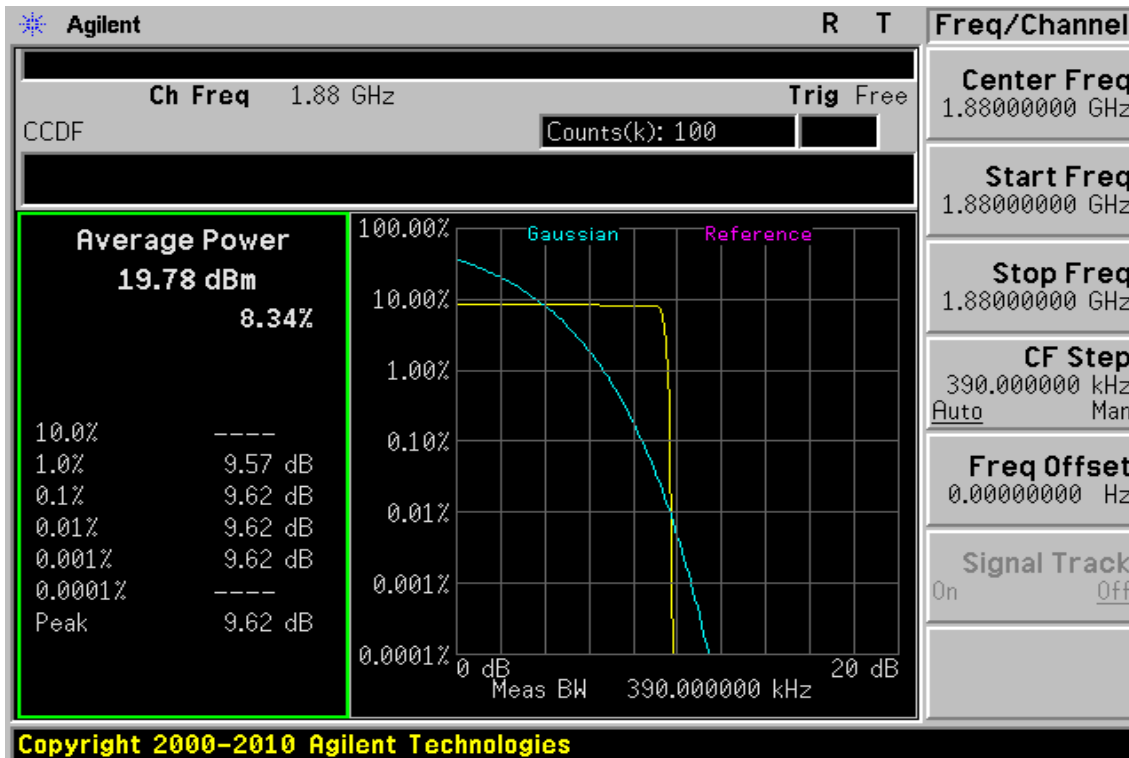 Agilent R T
Ch Freq 1.88 GHz Trig Free
CCDF Counts(k): 100
Average Power
19.78 dBm
8.34%
10.0% ----
1.0% 9.57 dB
0.1% 9.62 dB
0.01% 9.62 dB
0.001% 9.62 dB
0.0001% ----
Peak 9.62 dB
Gaussian Reference
100.00%
10.00%
1.00%
0.10%
0.01%
0.001%
0.0001%
0 dB 20 dB
Meas BW 390.000000 kHz
Freq/Channel
Center Freq
1.88000000 GHz
Start Freq
1.88000000 GHz
Stop Freq
1.88000000 GHz
CF Step
390.000000 kHz
Auto Man
Freq Offset
0.00000000 Hz
Signal Track
On Off
Copyright 2000-2010 Agilent Technologies